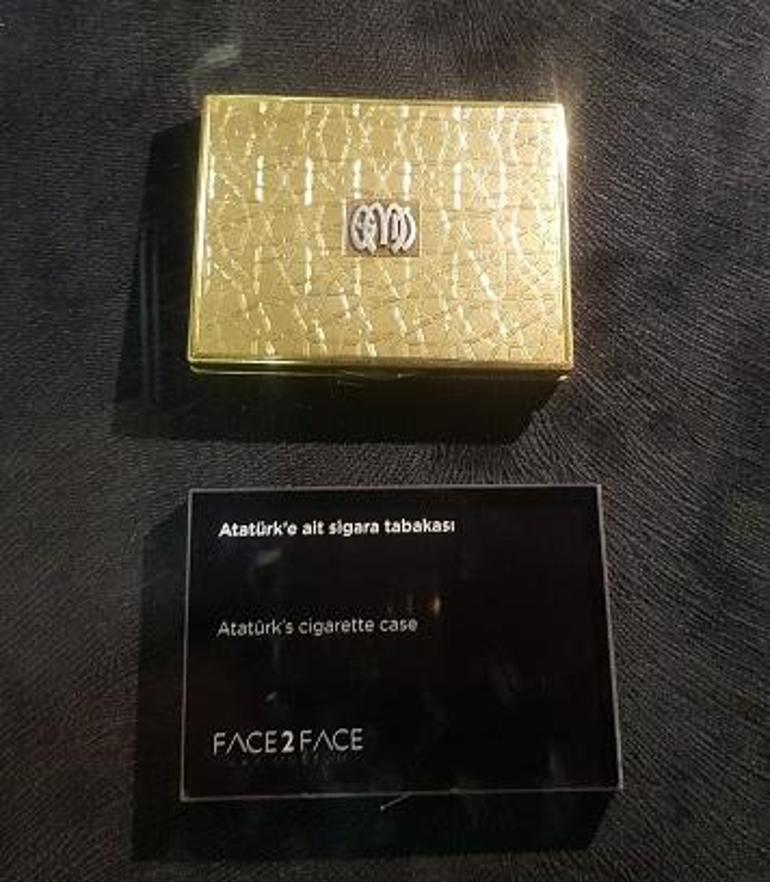 Atatürk'e ait sigara tabakası
Atatürk's cigarette case
FACE2FACE